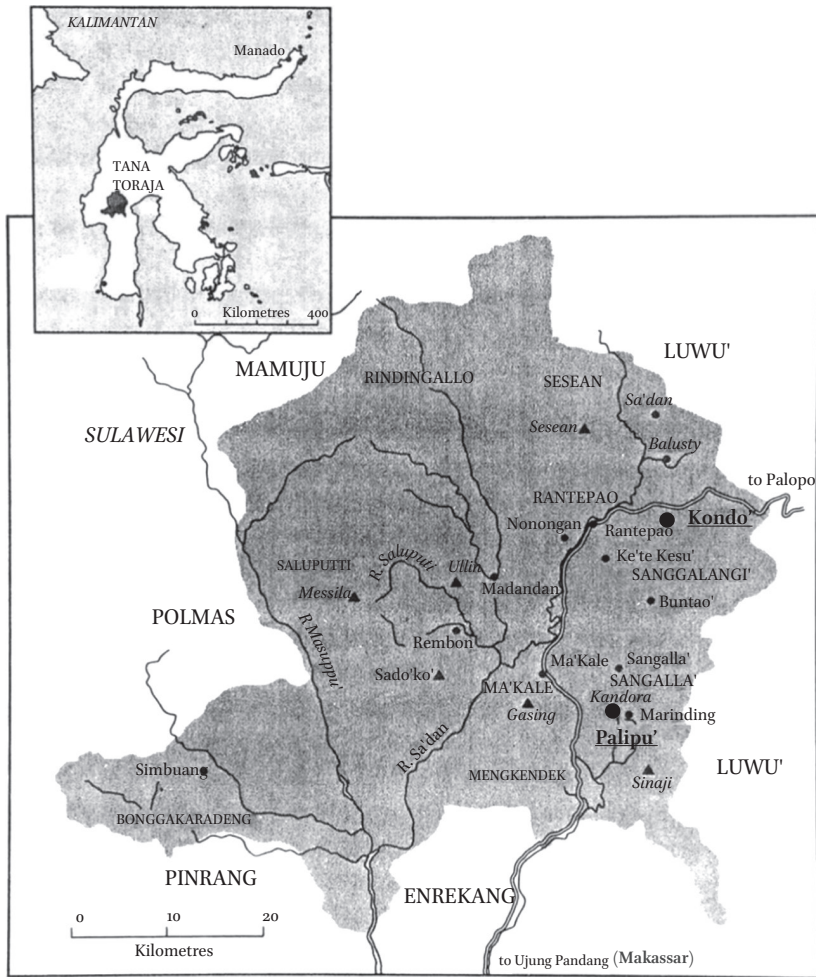 KALIMANTAN
Manado
TANA
TORAJA
0 Kilometres 400
MAMUJU
LUWU'
RINDINGALLO
SESEAN
Sa'dan
SULAWESI
Sesean
Balusty
to Palopo
RANTEPAO
Kondo"
Nonongan
Rantepao
Ke'te Kesu'
SALUPUTTI
R. Saluputi
Ullin
SANGGALANGI'
Messila
Madandan
Buntao'
POLMAS
R Masuppu'
Rembon
Ma'Kale
Sangalla'
Sado'ko'
MA'KALE
SANGALLA'
Kandora
Gasing
Marinding
R. Sa'dan
Palipu'
Simbuang
MENGKENDEK
LUWU'
Sinaji
BONGGAKARADENG
PINRANG
ENREKANG
0 10 20
Kilometres
to Ujung Pandang (Makassar)